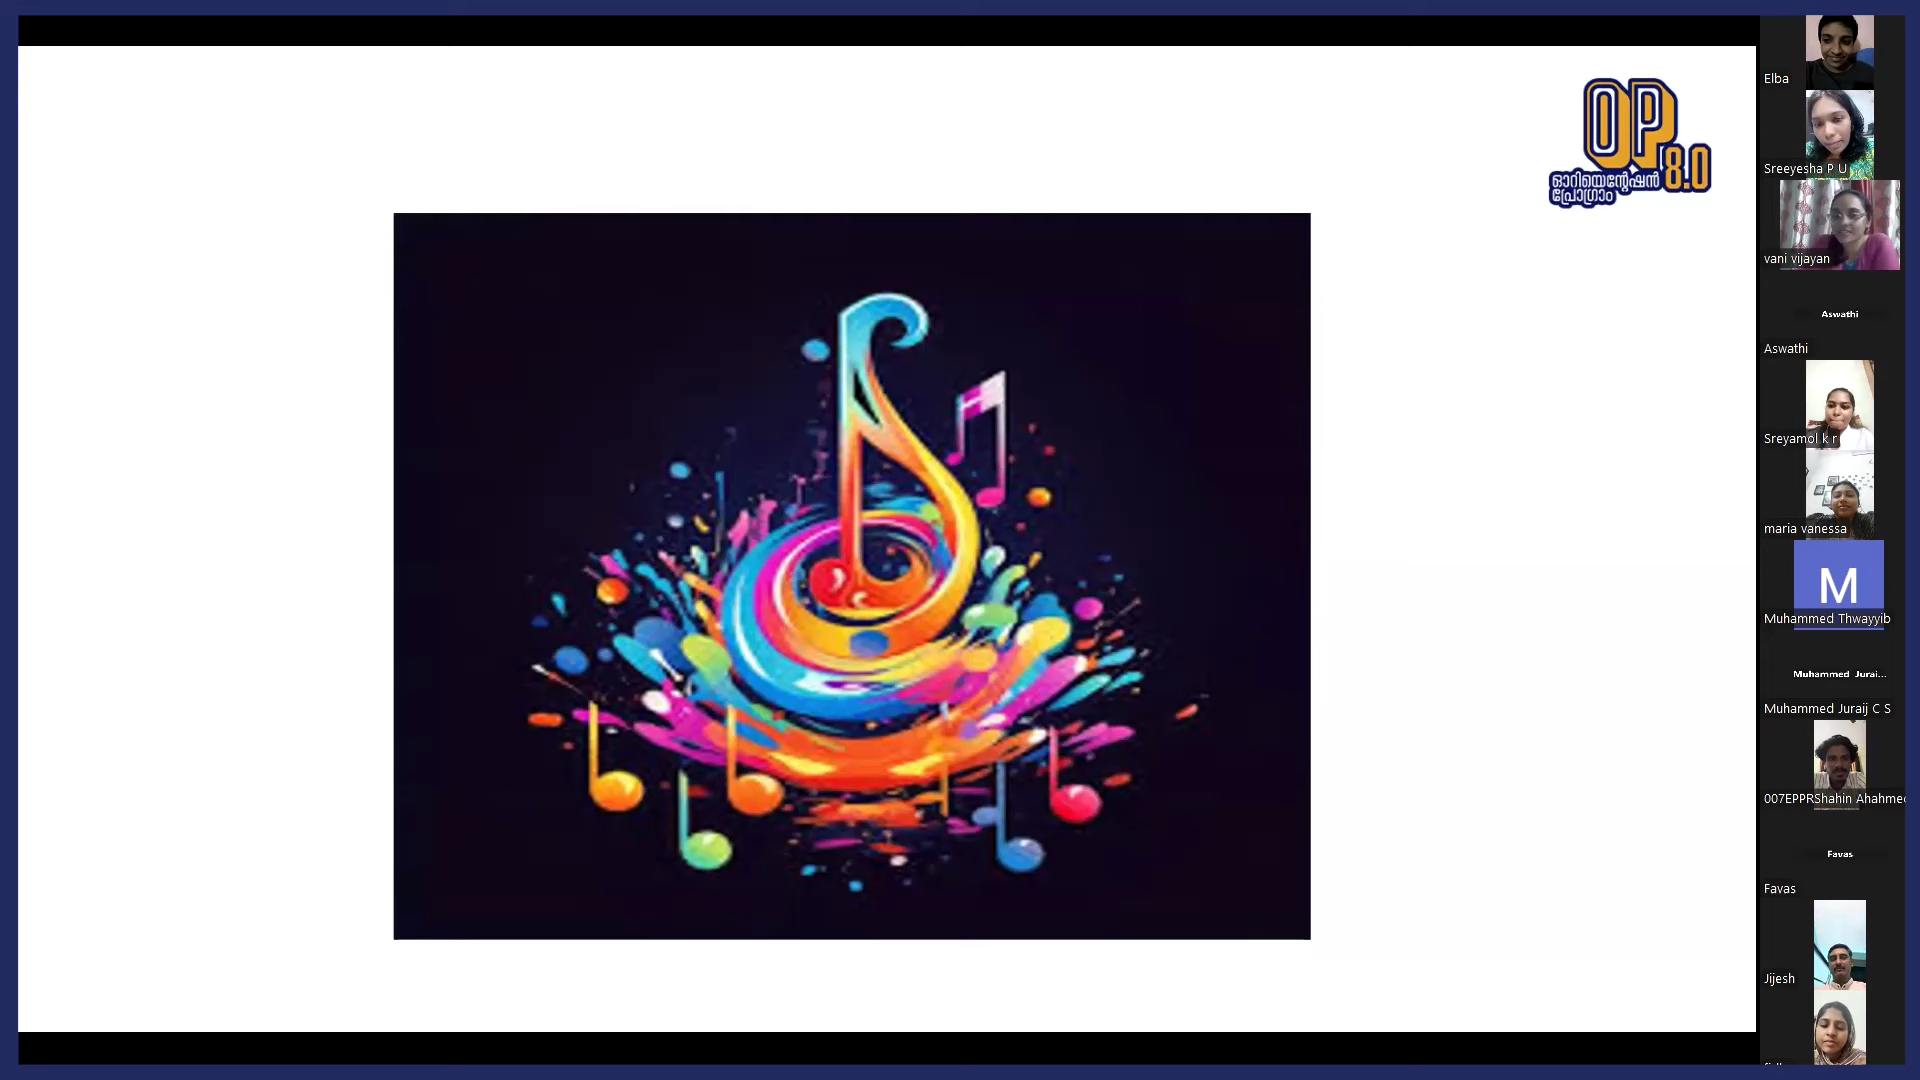 OP
8.0
ഓറിയെന്റേഷൻ
പ്രോഗ്രാം
Elba
Sreeyesha P U
vani vijayan
Aswathi
Aswathi
Sreyamol k r
maria vanessa
M
Muhammed Thwayyib
Muhammed Jurai...
Muhammed Juraij C S
007EPPRShahin Ahahmed
Favas
Favas
Jijesh